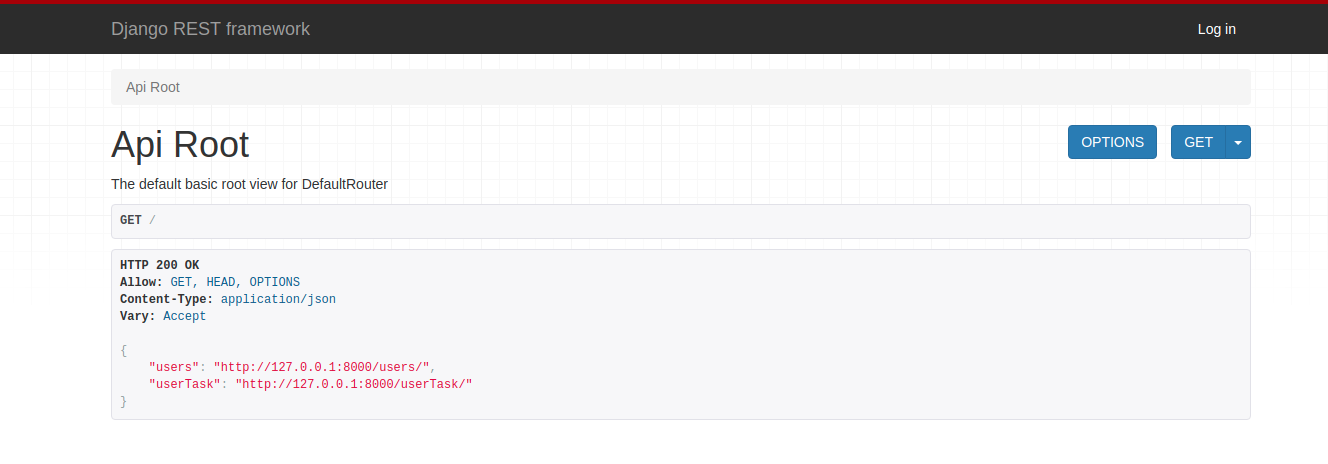 Django REST framework
Log in
Api Root
Api Root
OPTIONS
GET
The default basic root view for DefaultRouter
GET /
HTTP 200 OK
Allow: GET, HEAD, OPTIONS
Content-Type: application/json
Vary: Accept
{
    "users": "http://127.0.0.1:8000/users/",
    "userTask": "http://127.0.0.1:8000/userTask/"
}